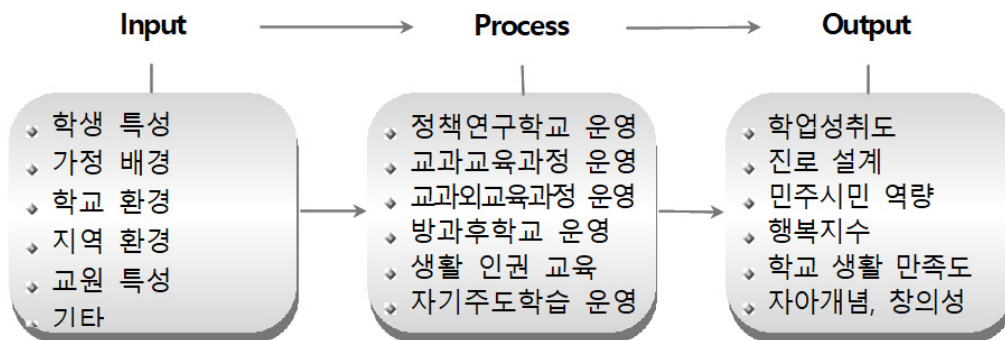 Input
Process
Output
학생 특성
가정 배경
학교 환경
지역 환경
교원 특성
기타
정책연구학교 운영
교과교육과정 운영
교과외교육과정 운영
방과후학교 운영
생활 인권 교육
자기주도학습 운영
학업성취도
진로 설계
민주시민 역량
행복지수
학교 생활 만족도
자아개념, 창의성